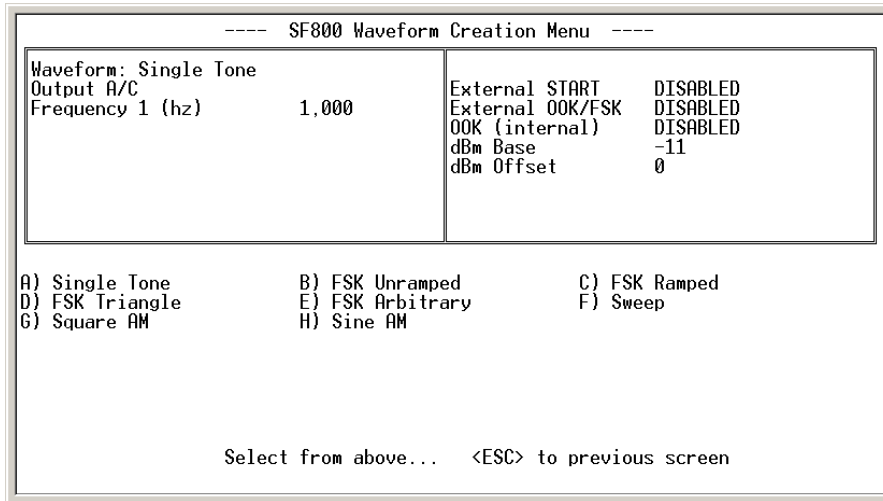 ---- SF800 Waveform Creation Menu ----
Waveform: Single Tone
Output A/C
Frequency 1 (hz) 1,000
External START DISABLED
External OOK/FSK DISABLED
OOK (internal) DISABLED
dBm Base -11
dBm Offset 0
A) Single Tone B) FSK Unramped C) FSK Ramped
D) FSK Triangle E) FSK Arbitrary F) Sweep
G) Square AM H) Sine AM
Select from above... <ESC> to previous screen